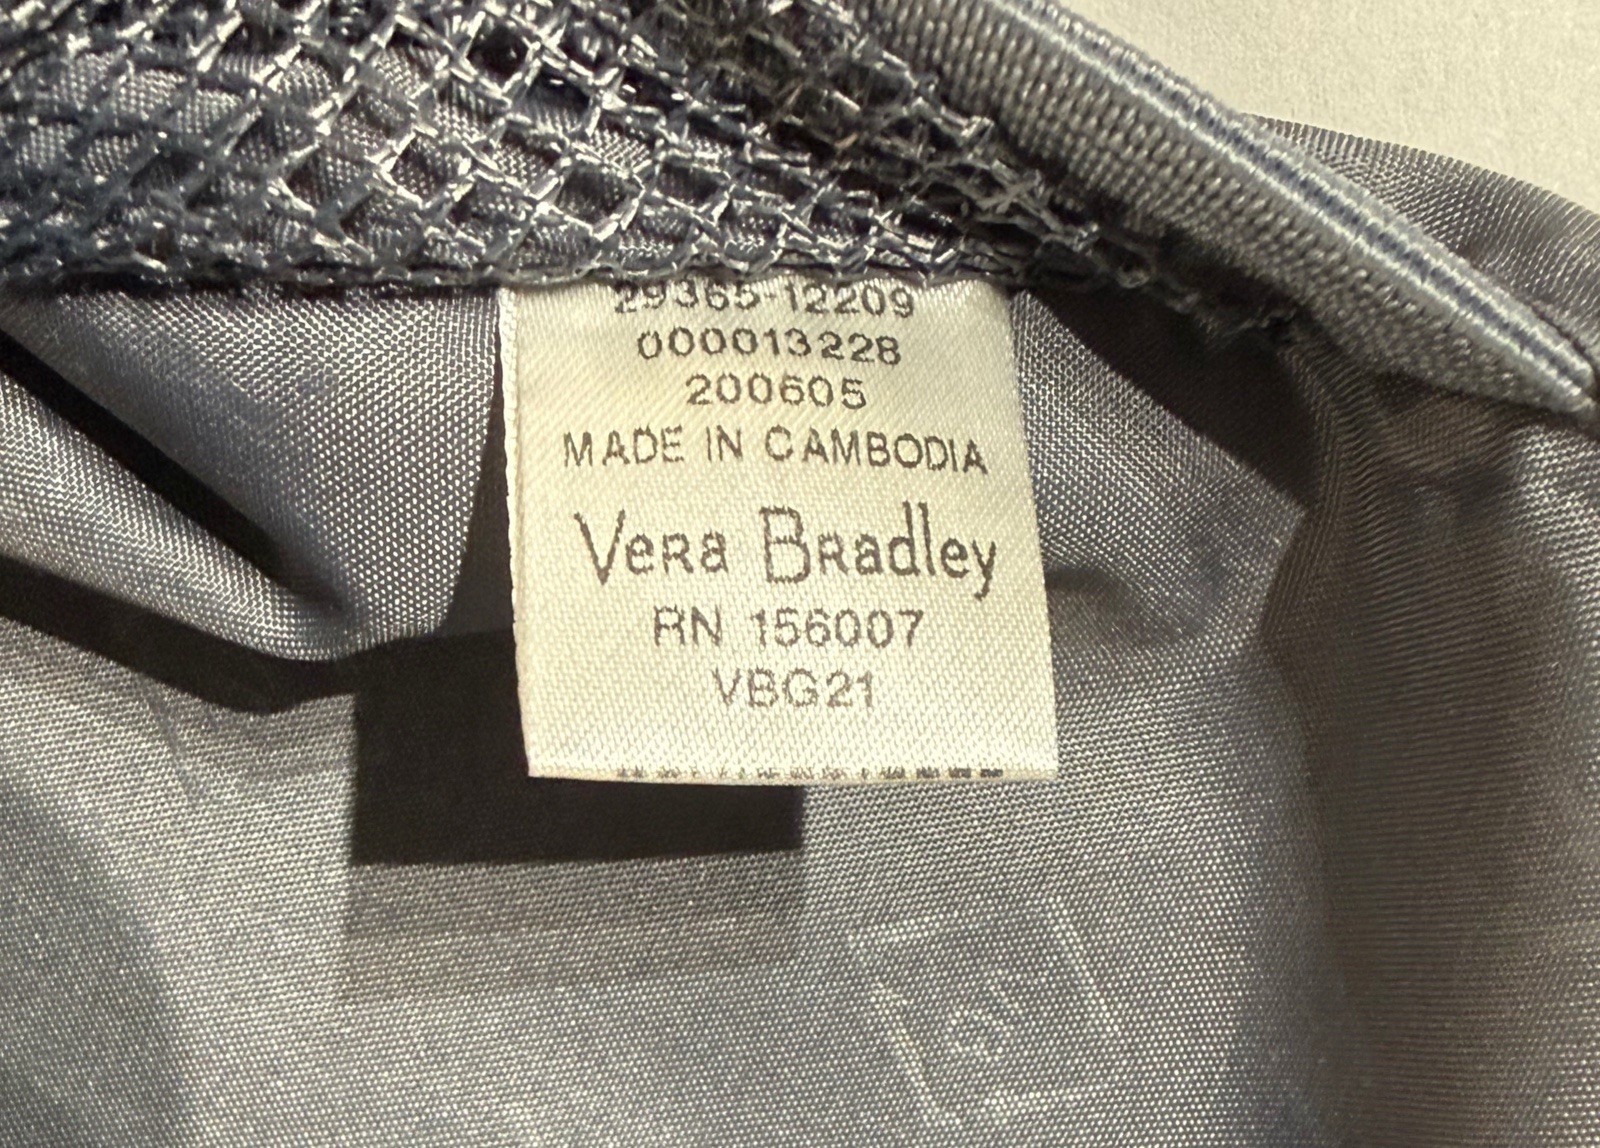 29365-12209
000013228
200605
MADE IN CAMBODIA
Vera Bradley
RN 156007
VBG21